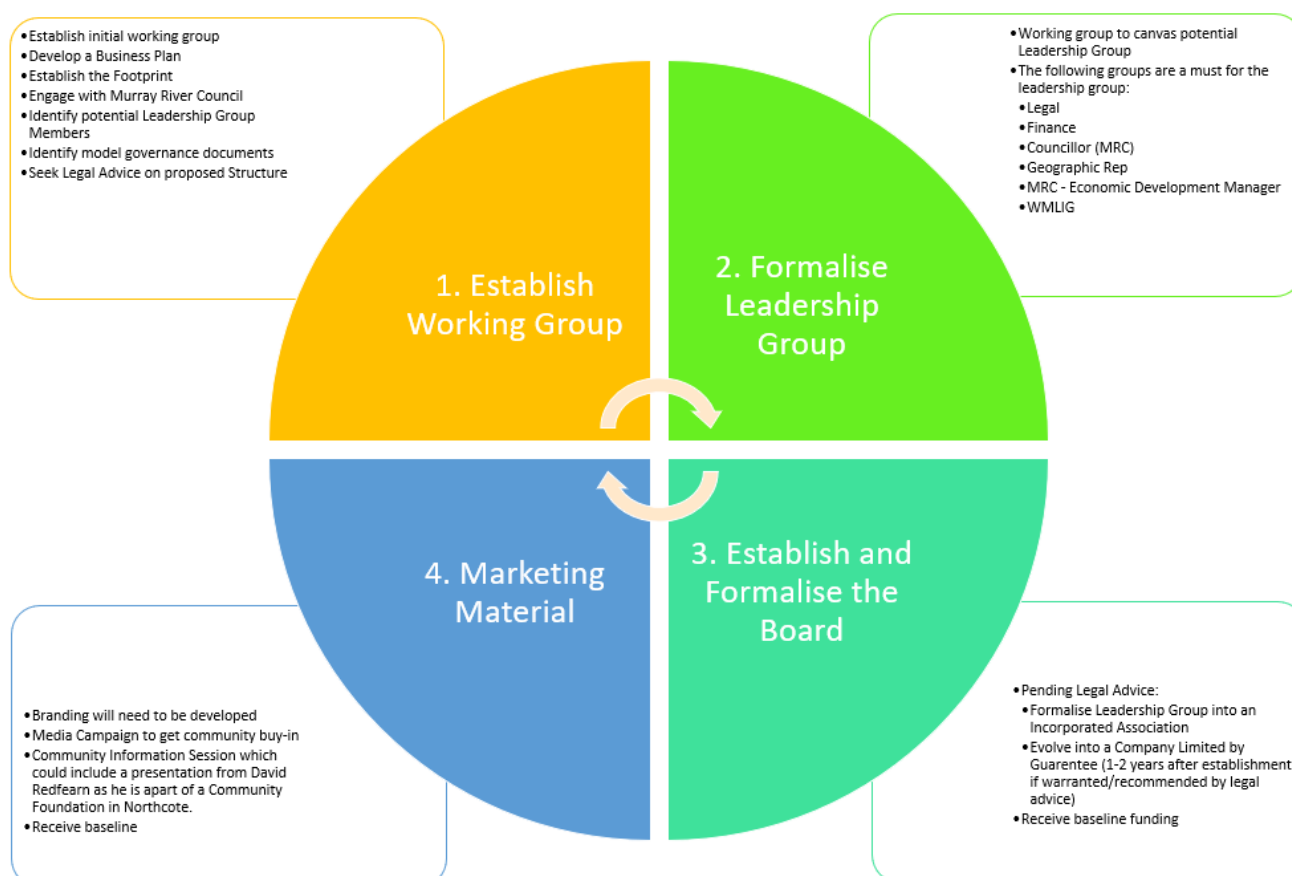 •Establish initial working group
•Develop a Business Plan
•Establish the Footprint
•Engage with Murray River Council
•Identify potential Leadership Group
Members
•Identify model governance documents
•Seek Legal Advice on proposed Structure
•Working group to canvas potential
Leadership Group
•The following groups are a must for the
leadership group:
•Legal
•Finance
•Councillor (MRC)
•Geographic Rep
•MRC - Economic Development Manager
•WMLIG
1. Establish
Working Group
2. Formalise
Leadership
Group
4. Marketing
Material
3. Establish and
Formalise the
Board
•Branding will need to be developed
•Media Campaign to get community buy-in
•Community Information Session which
could include a presentation from David
Redfearn as he is apart of a Community
Foundation in Northcote.
•Receive baseline
•Pending Legal Advice:
•Formalise Leadership Group into an
Incorporated Association
•Evolve into a Company Limited by
Guarentee (1-2 years after establishment
if warranted/recommended by legal
advice)
•Receive baseline funding